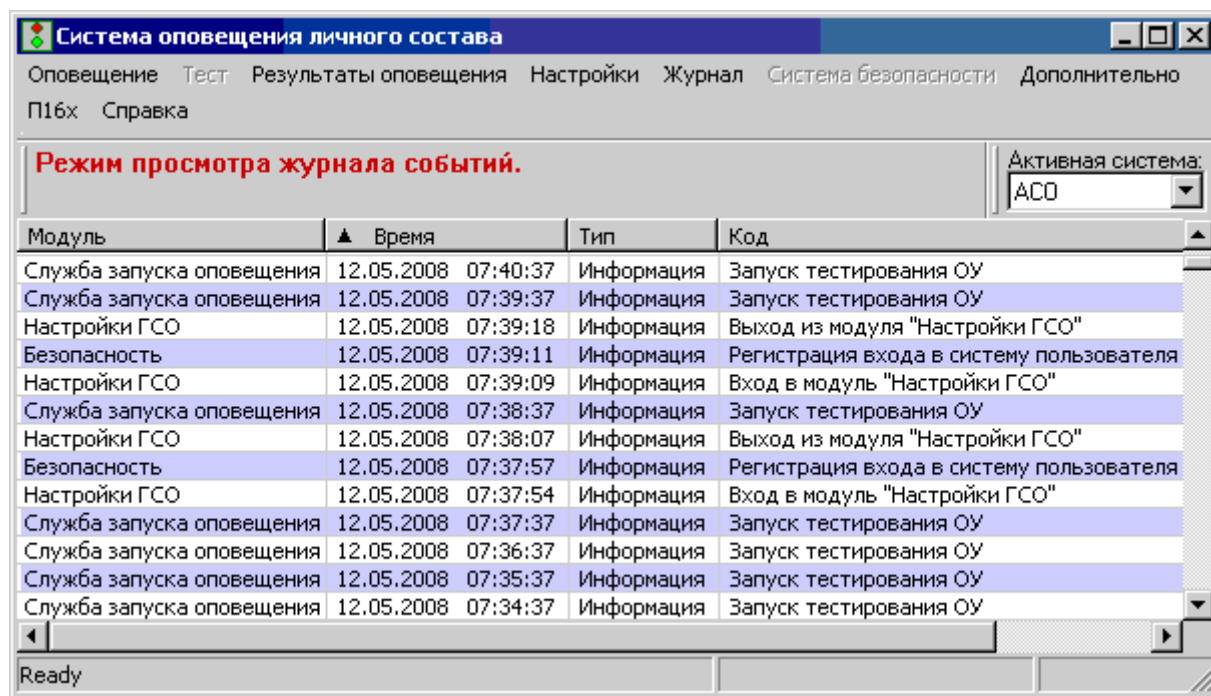 Система оповещения личного состава
Оповещение Тест Результаты оповещения Настройки Журнал Система безопасности Дополнительно
П16x Справка
Режим просмотра журнала событий.
Активная система:
АСО
Модуль Время Тип Код
Служба запуска оповещения 12.05.2008 07:40:37 Информация Запуск тестирования ОУ
Служба запуска оповещения 12.05.2008 07:39:37 Информация Запуск тестирования ОУ
Настройки ГСО 12.05.2008 07:39:18 Информация Выход из модуля "Настройки ГСО"
Безопасность 12.05.2008 07:39:11 Информация Регистрация входа в систему пользователя
Настройки ГСО 12.05.2008 07:39:09 Информация Вход в модуль "Настройки ГСО"
Служба запуска оповещения 12.05.2008 07:38:37 Информация Запуск тестирования ОУ
Настройки ГСО 12.05.2008 07:38:07 Информация Выход из модуля "Настройки ГСО"
Безопасность 12.05.2008 07:37:57 Информация Регистрация входа в систему пользователя
Настройки ГСО 12.05.2008 07:37:54 Информация Вход в модуль "Настройки ГСО"
Служба запуска оповещения 12.05.2008 07:37:37 Информация Запуск тестирования ОУ
Служба запуска оповещения 12.05.2008 07:36:37 Информация Запуск тестирования ОУ
Служба запуска оповещения 12.05.2008 07:35:37 Информация Запуск тестирования ОУ
Служба запуска оповещения 12.05.2008 07:34:37 Информация Запуск тестирования ОУ
Ready